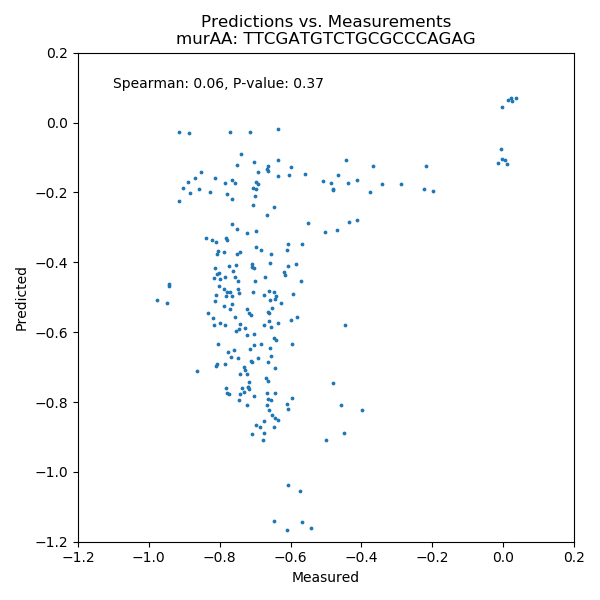 Predictions vs. Measurements
murAA: TTCGATGTCTGCGCCCAGAG
Spearman: 0.06, P-value: 0.37
0.2
0.0
−0.2
−0.4
−0.6
−0.8
−1.0
−1.2
Predicted
−1.2 −1.0 −0.8 −0.6 −0.4 −0.2 0.0 0.2
Measured